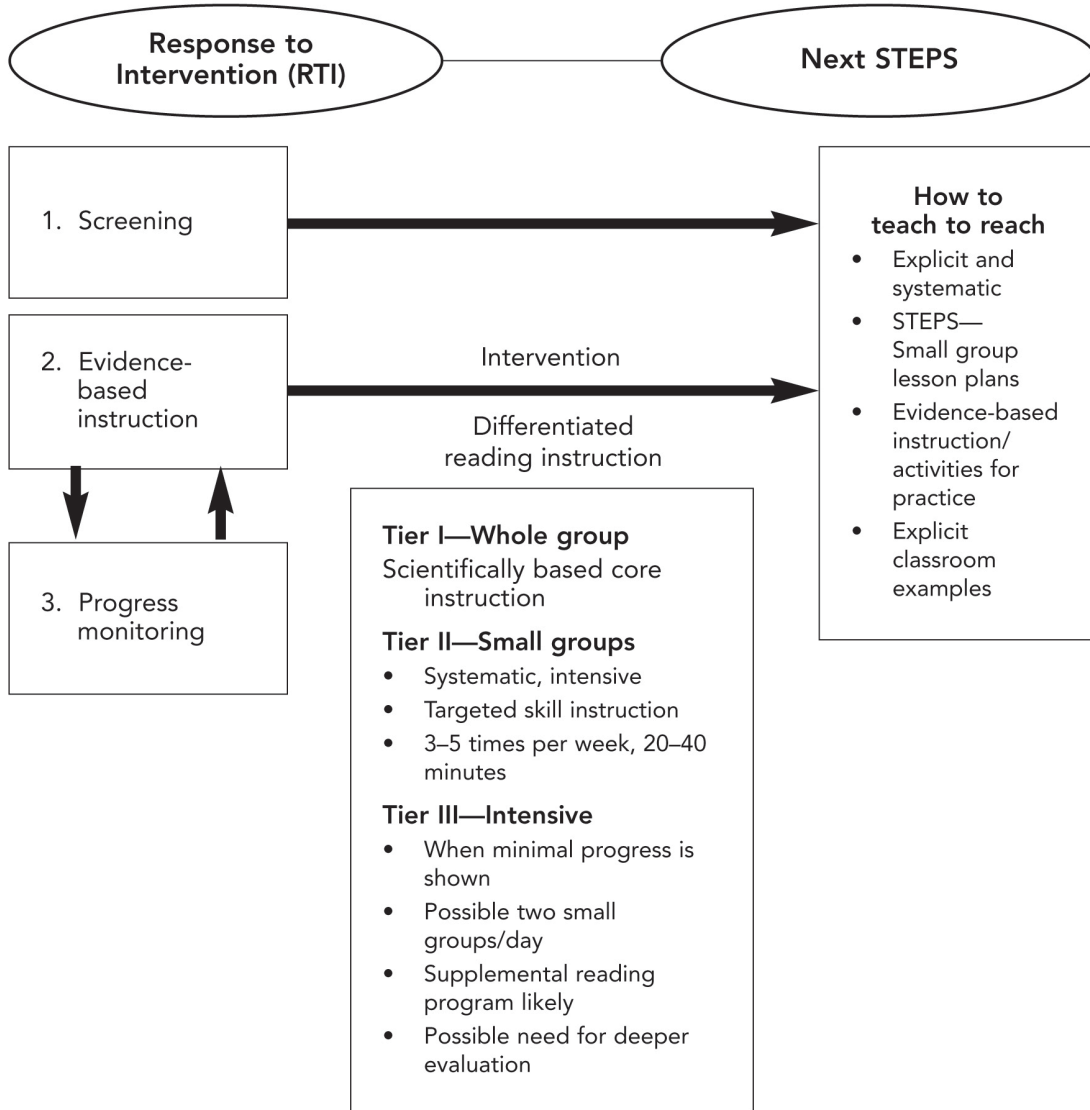 Response to
Intervention (RTI)
Next STEPS
1. Screening
2. Evidence-
based
instruction
3. Progress
monitoring
Intervention
Differentiated
reading instruction
Tier I—Whole group
Scientifically based core
instruction
Tier II—Small groups
• Systematic, intensive
• Targeted skill instruction
• 3–5 times per week, 20–40
minutes
Tier III—Intensive
• When minimal progress is
shown
• Possible two small
groups/day
• Supplemental reading
program likely
• Possible need for deeper
evaluation
How to
teach to reach
• Explicit and
systematic
• STEPS—
Small group
lesson plans
• Evidence-based
instruction/
activities for
practice
• Explicit
classroom
examples